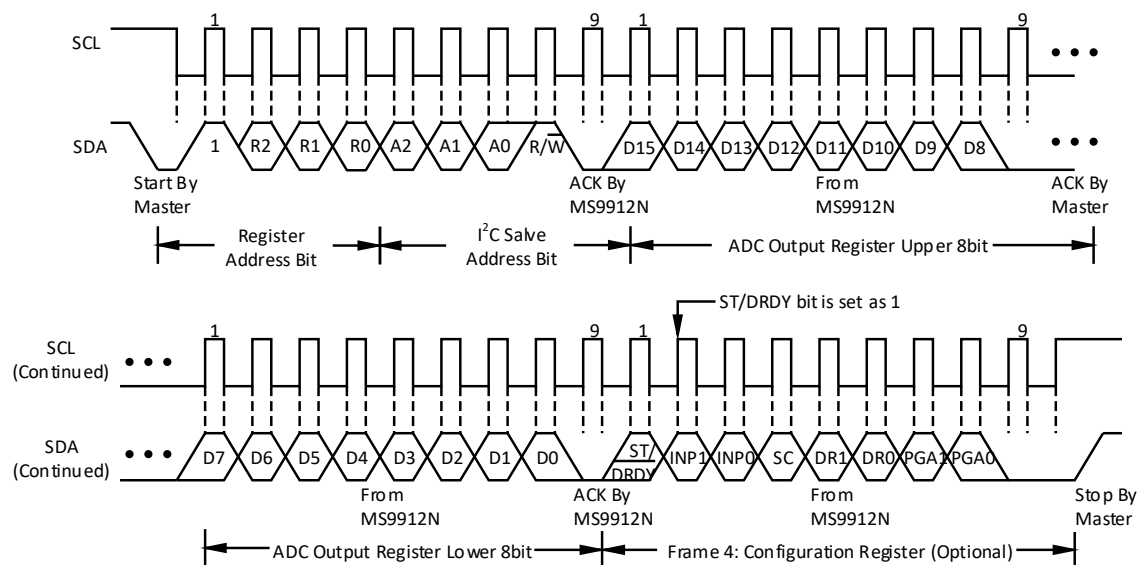 1 9 1 9
SCL
SDA 1 R2 R1 R0 A2 A1 A0 R/W D15 D14 D13 D12 D11 D10 D9 D8
Start By Master
ACK By MS9912N
From MS9912N
ACK By Master
Register Address Bit
I²C Salve Address Bit
ADC Output Register Upper 8bit
ST/DRDY bit is set as 1
1 9 1 9
SCL (Continued)
SDA (Continued) D7 D6 D5 D4 D3 D2 D1 D0 ST/DRDY INP1 INP0 SC DR1 DR0 PGA1 PGA0
From MS9912N
ACK By MS9912N
From MS9912N
Stop By Master
ADC Output Register Lower 8bit
Frame 4: Configuration Register (Optional)